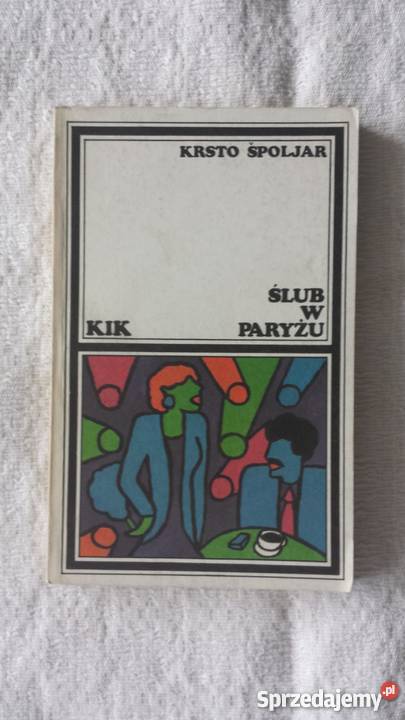 KRSTO ŠPOLJAR
ŚLUB
W
PARYŻU
KIK
Sprzedajemy.pl